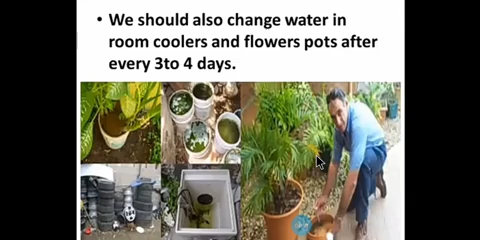 • We should also change water in
room coolers and flowers pots after
every 3to 4 days.